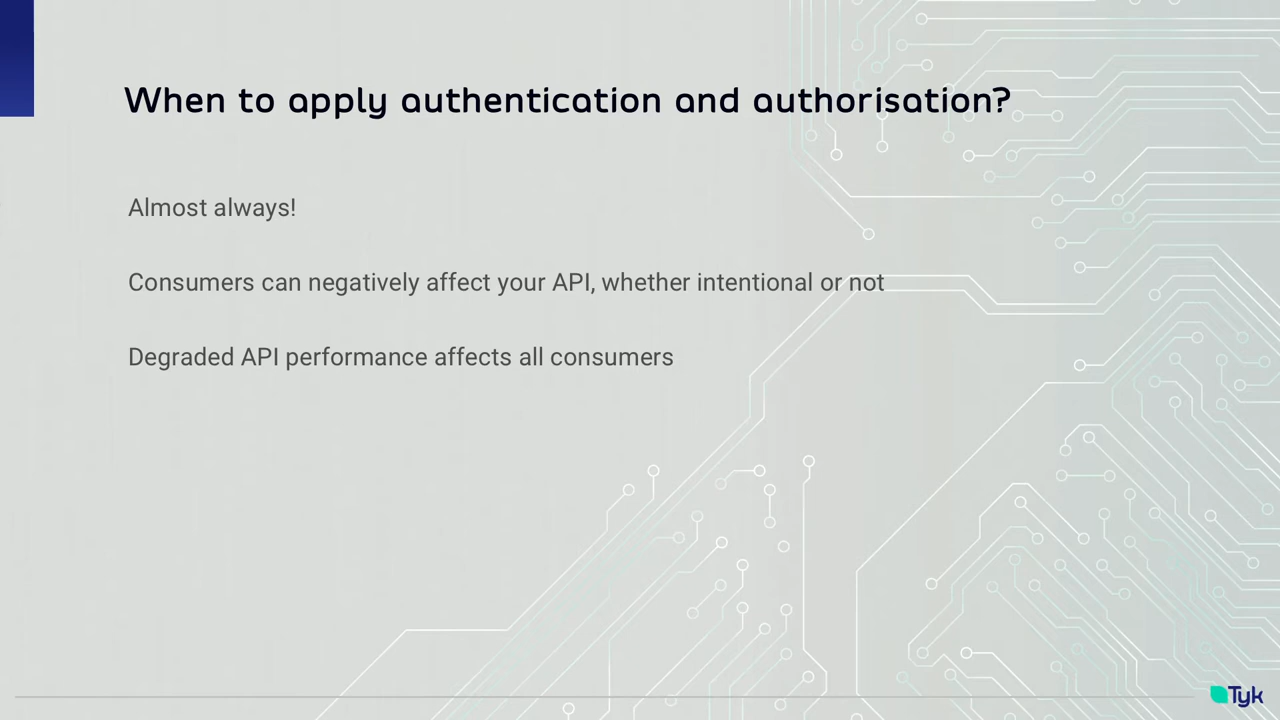 When to apply authentication and authorisation?
Almost always!
Consumers can negatively affect your API, whether intentional or not
Degraded API performance affects all consumers
Tyk